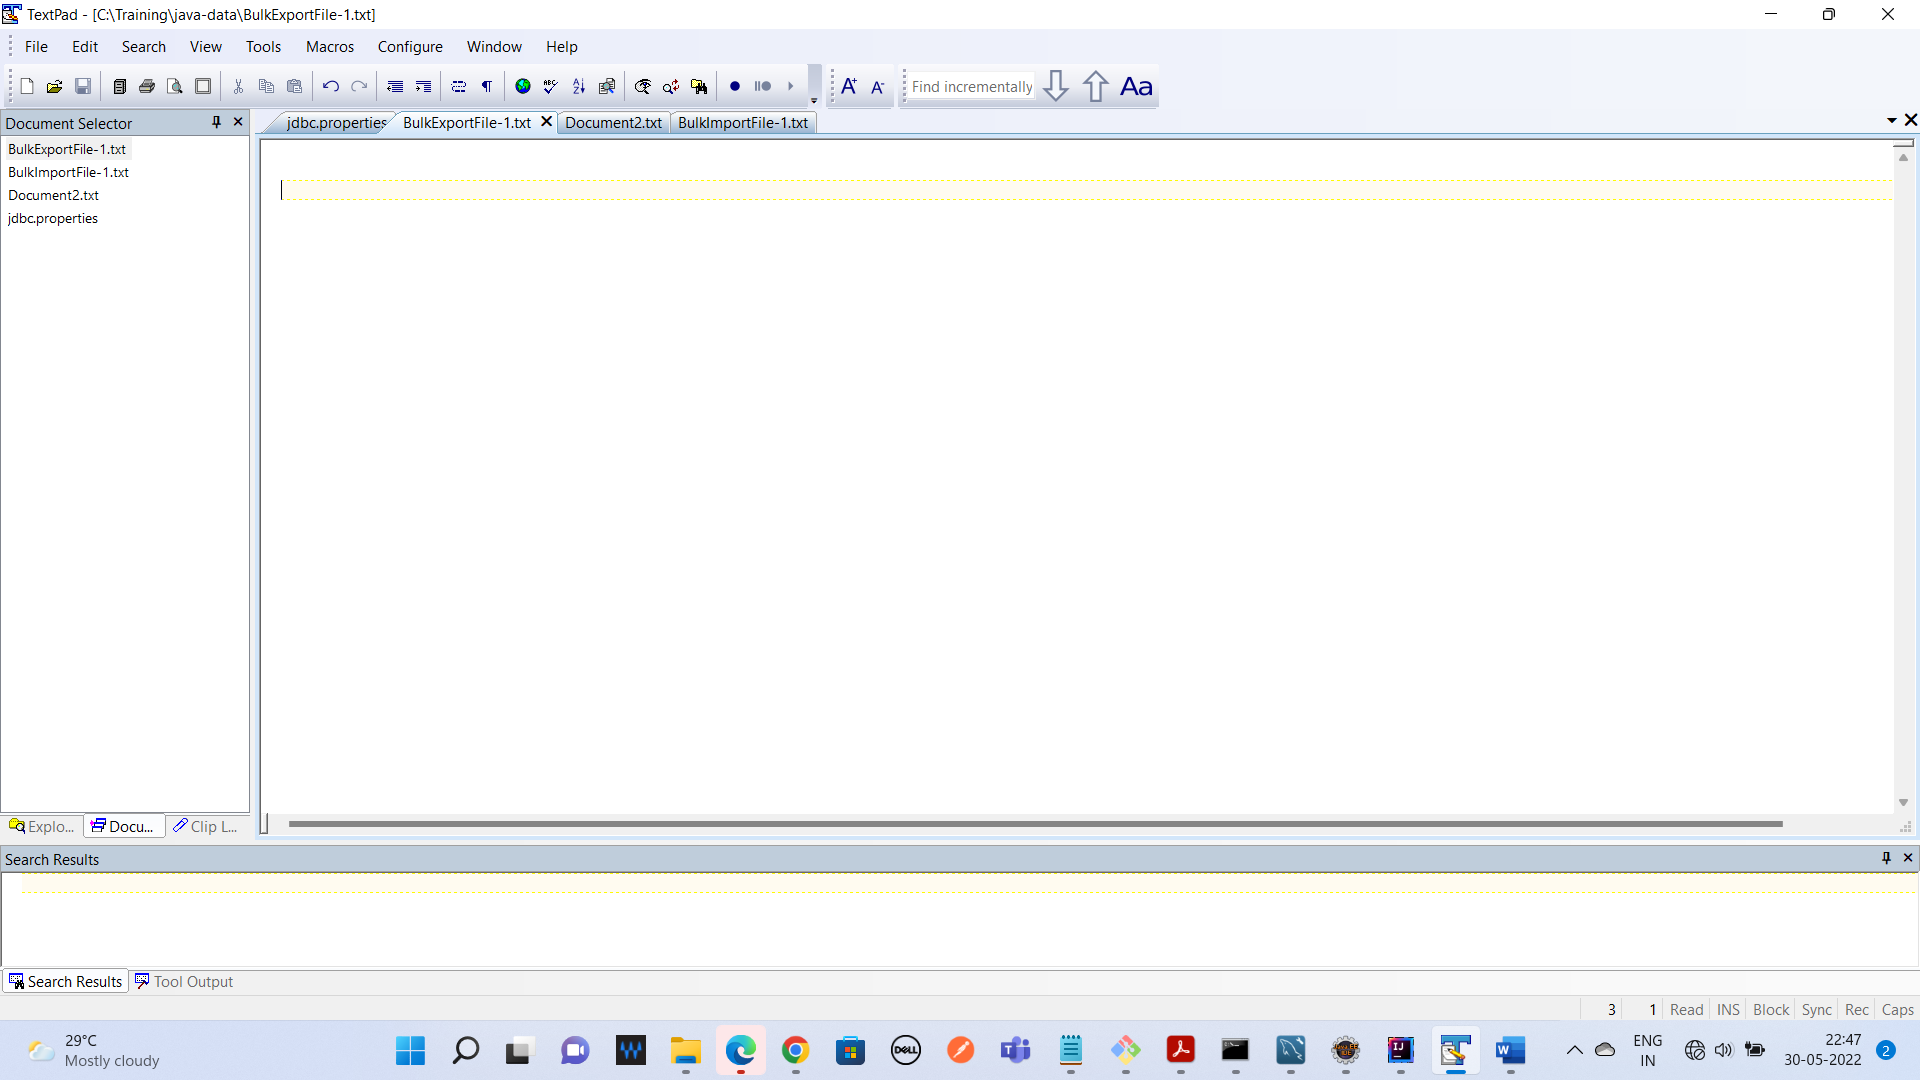 TextPad - [C:\Training\java-data\BulkExportFile-1.txt]
File Edit Search View Tools Macros Configure Window Help
Find incrementally Aa
Document Selector
jdbc.properties BulkExportFile-1.txt Document2.txt BulkImportFile-1.txt
BulkExportFile-1.txt
BulkImportFile-1.txt
Document2.txt
jdbc.properties
Explo... Docu... Clip L...
Search Results
Search Results Tool Output
3 1 Read INS Block Sync Rec Caps
29°C
Mostly cloudy
DELL
ENG
IN
22:47
30-05-2022
2